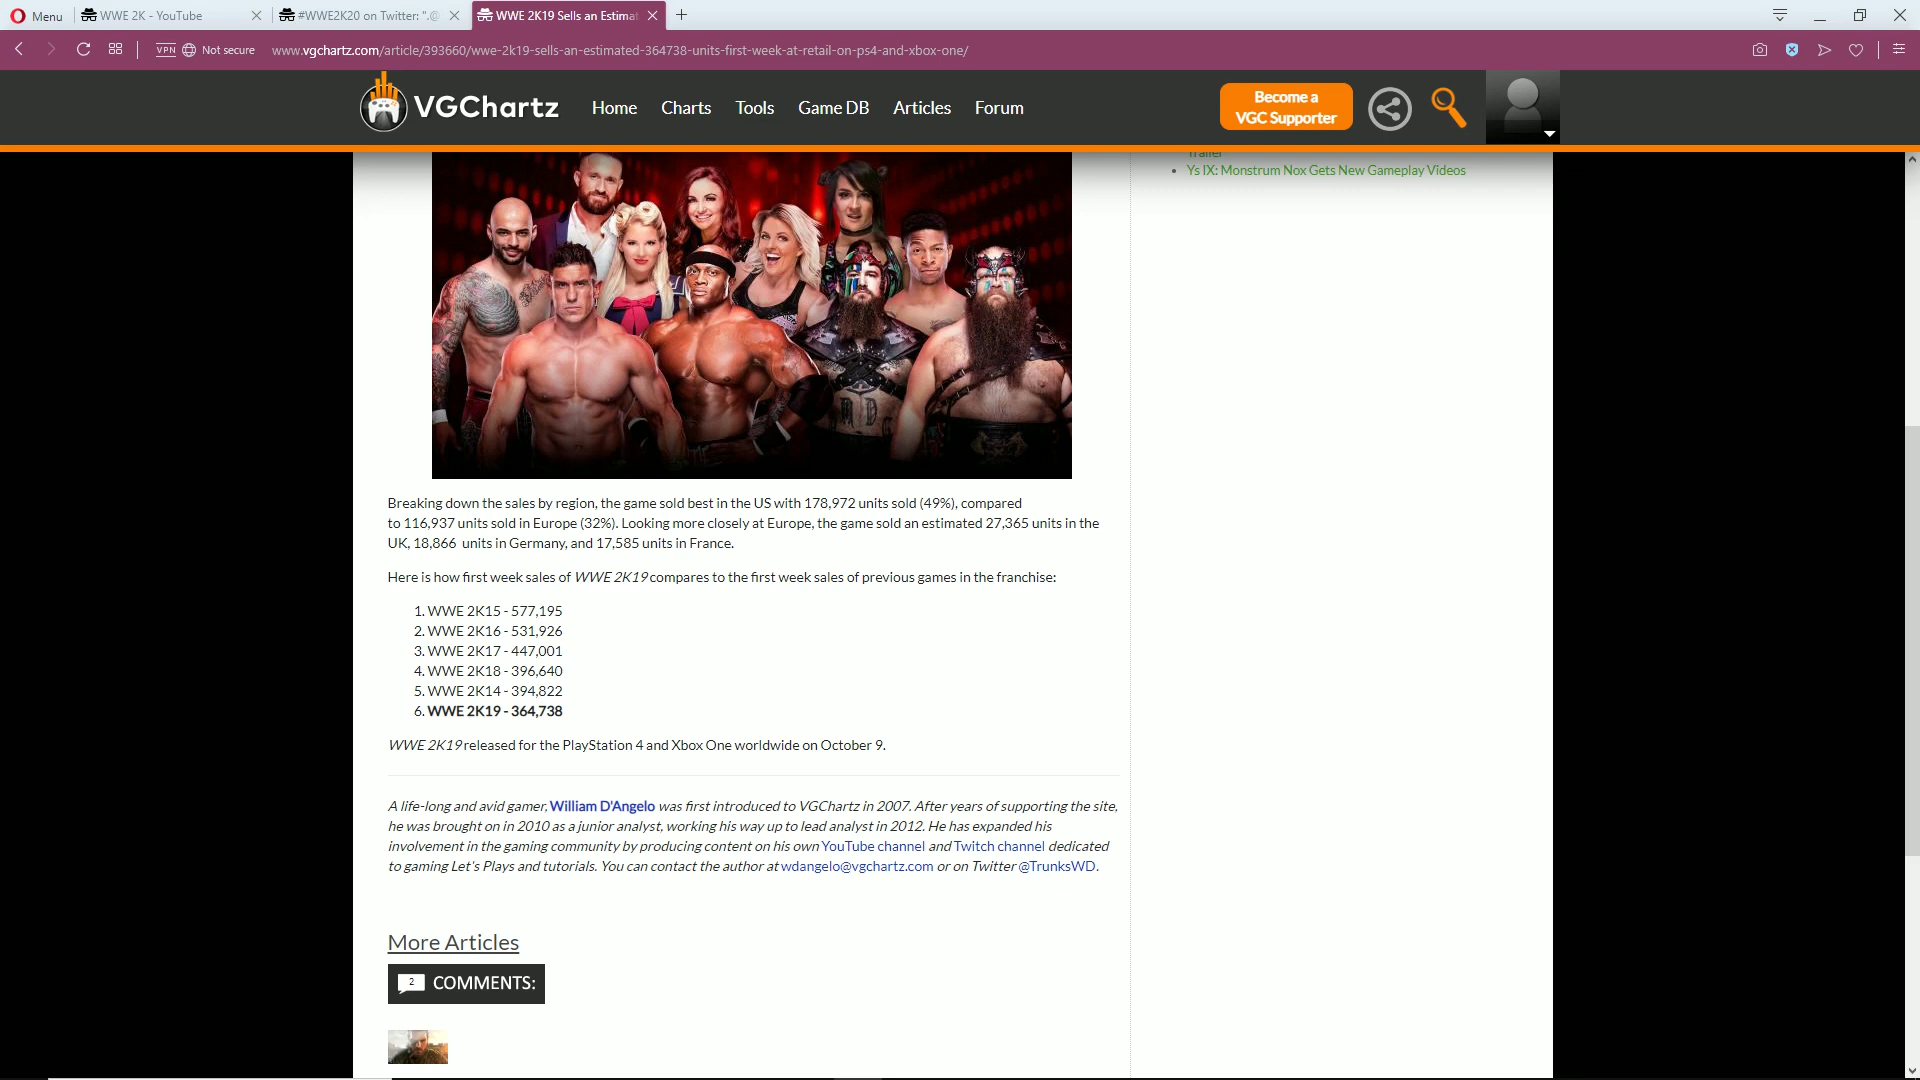 Menu
WWE 2K - YouTube
#WWE2K20 on Twitter: ".@
WWE 2K19 Sells an Estimat
VPN
Not secure
www.vgchartz.com/article/393660/wwe-2k19-sells-an-estimated-364738-units-first-week-at-retail-on-ps4-and-xbox-one/
VGChartz
Home
Charts
Tools
Game DB
Articles
Forum
Become a
VGC Supporter
Trailer
Ys IX: Monstrum Nox Gets New Gameplay Videos
Breaking down the sales by region, the game sold best in the US with 178,972 units sold (49%), compared
to 116,937 units sold in Europe (32%). Looking more closely at Europe, the game sold an estimated 27,365 units in the
UK, 18,866 units in Germany, and 17,585 units in France.
Here is how first week sales of WWE 2K19 compares to the first week sales of previous games in the franchise:
1. WWE 2K15 - 577,195
2. WWE 2K16 - 531,926
3. WWE 2K17 - 447,001
4. WWE 2K18 - 396,640
5. WWE 2K14 - 394,822
6. WWE 2K19 - 364,738
WWE 2K19 released for the PlayStation 4 and Xbox One worldwide on October 9.
A life-long and avid gamer, William D'Angelo was first introduced to VGChartz in 2007. After years of supporting the site,
he was brought on in 2010 as a junior analyst, working his way up to lead analyst in 2012. He has expanded his
involvement in the gaming community by producing content on his own YouTube channel and Twitch channel dedicated
to gaming Let's Plays and tutorials. You can contact the author at wdangelo@vgchartz.com or on Twitter @TrunksWD.
More Articles
2 COMMENTS: